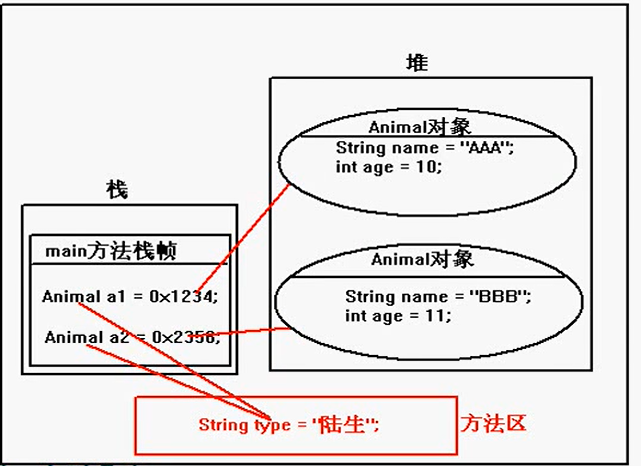 堆
Animal对象
String name = "AAA";
int age = 10;
栈
main方法栈帧
Animal a1 = 0x1234;
Animal a2 = 0x2356;
Animal对象
String name = "BBB";
int age = 11;
String type = "陆生";
方法区